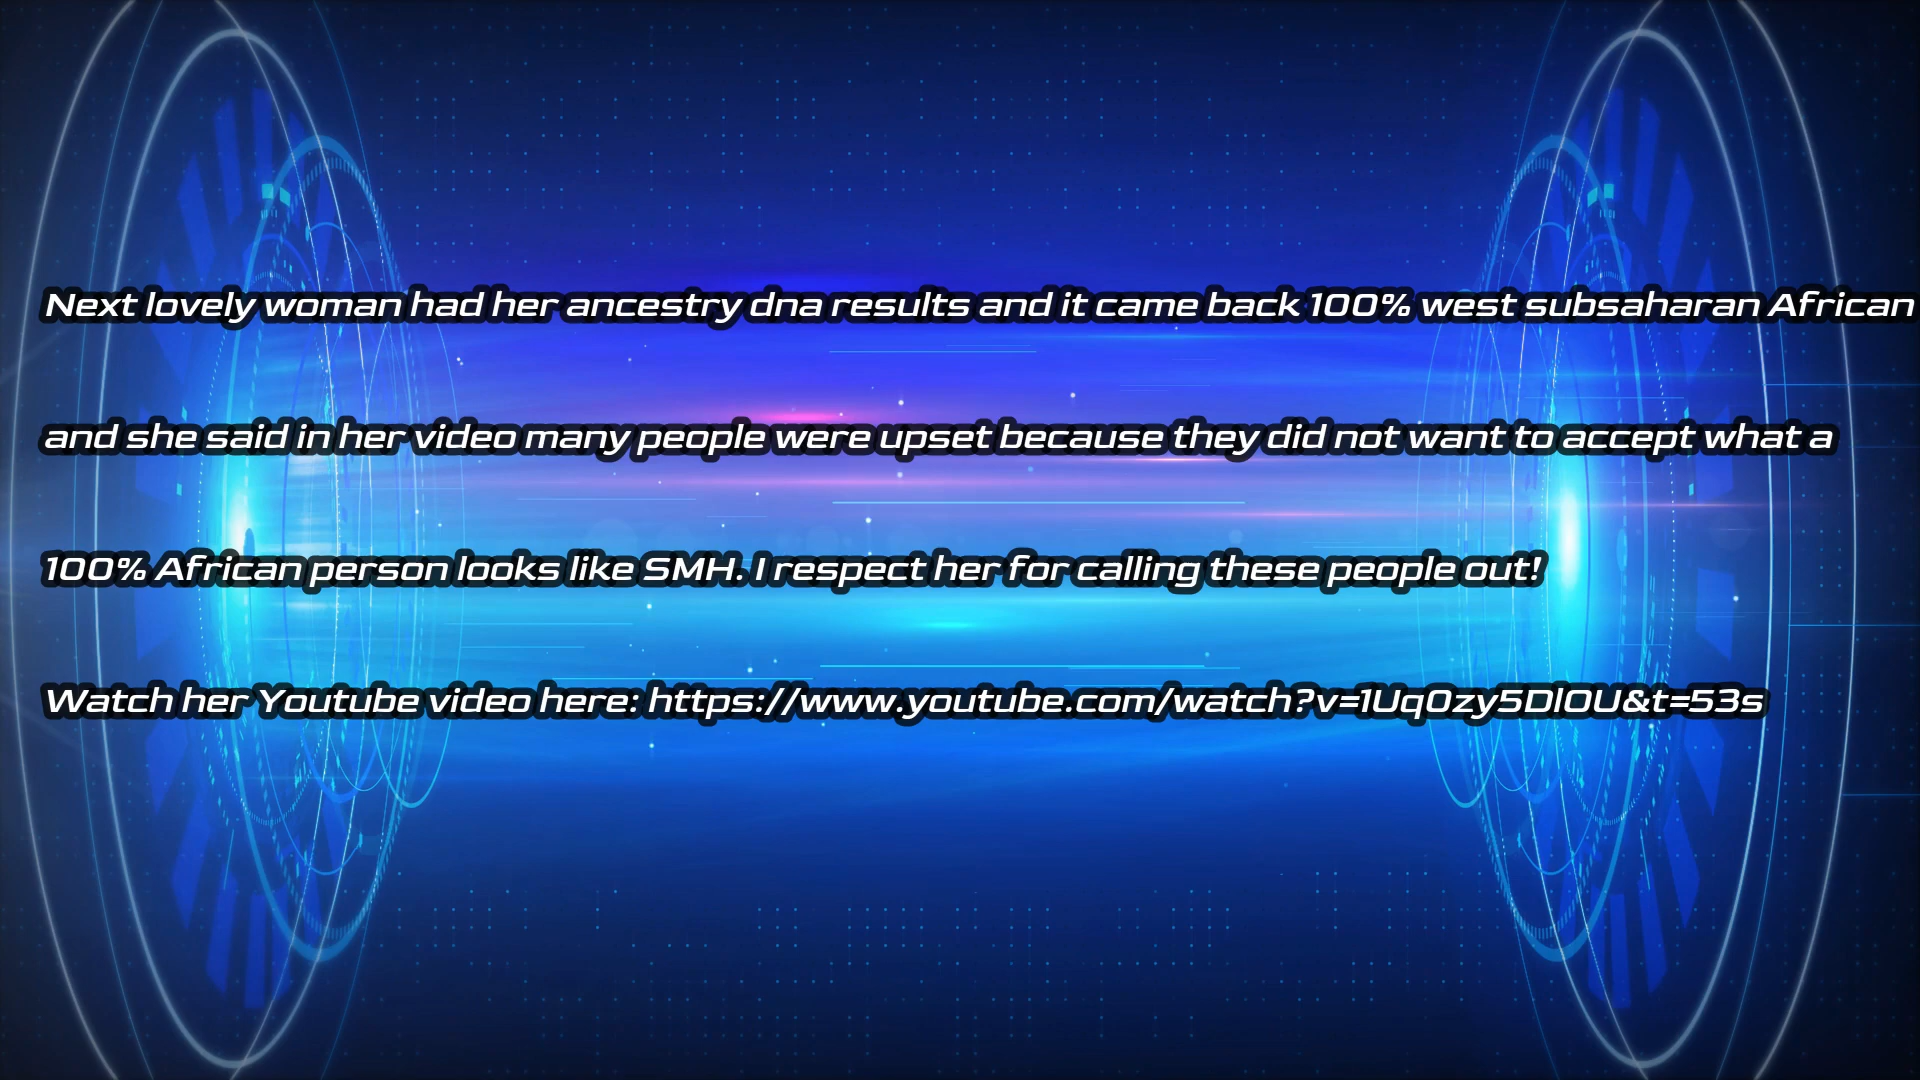 Next lovely woman had her ancestry dna results and it came back 100% west subsaharan African
and she said in her video many people were upset because they did not want to accept what a
100% African person looks like SMH. I respect her for calling these people out!
Watch her Youtube video here: https://www.youtube.com/watch?v=1Uq0zy5DlOU&t=53s